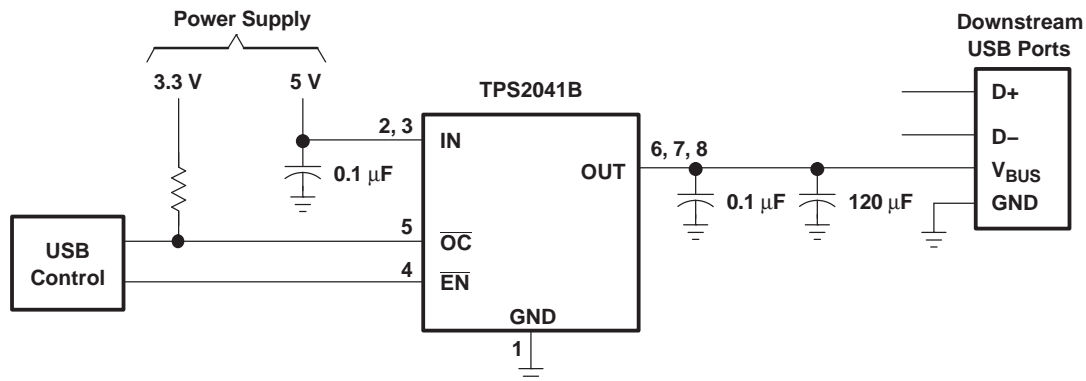 Power Supply
3.3 V
5 V
Downstream
USB Ports
TPS2041B
2, 3
IN
0.1 μF
6, 7, 8
OUT
0.1 μF
120 μF
D+
D−
VBUS
GND
USB
Control
5
OC
4
EN
GND
1